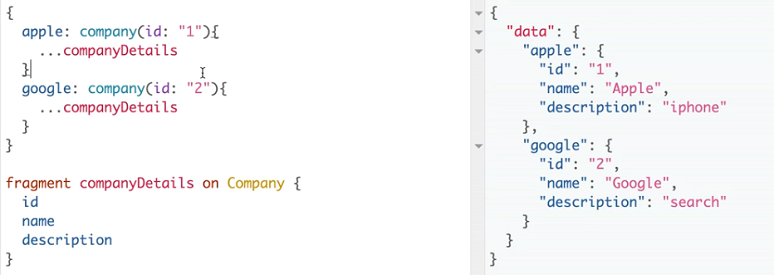 {
  apple: company(id: "1"){
    ...companyDetails
  }
  google: company(id: "2"){
    ...companyDetails
  }
}

fragment companyDetails on Company {
  id
  name
  description
}
{
  "data": {
    "apple": {
      "id": "1",
      "name": "Apple",
      "description": "iphone"
    },
    "google": {
      "id": "2",
      "name": "Google",
      "description": "search"
    }
  }
}